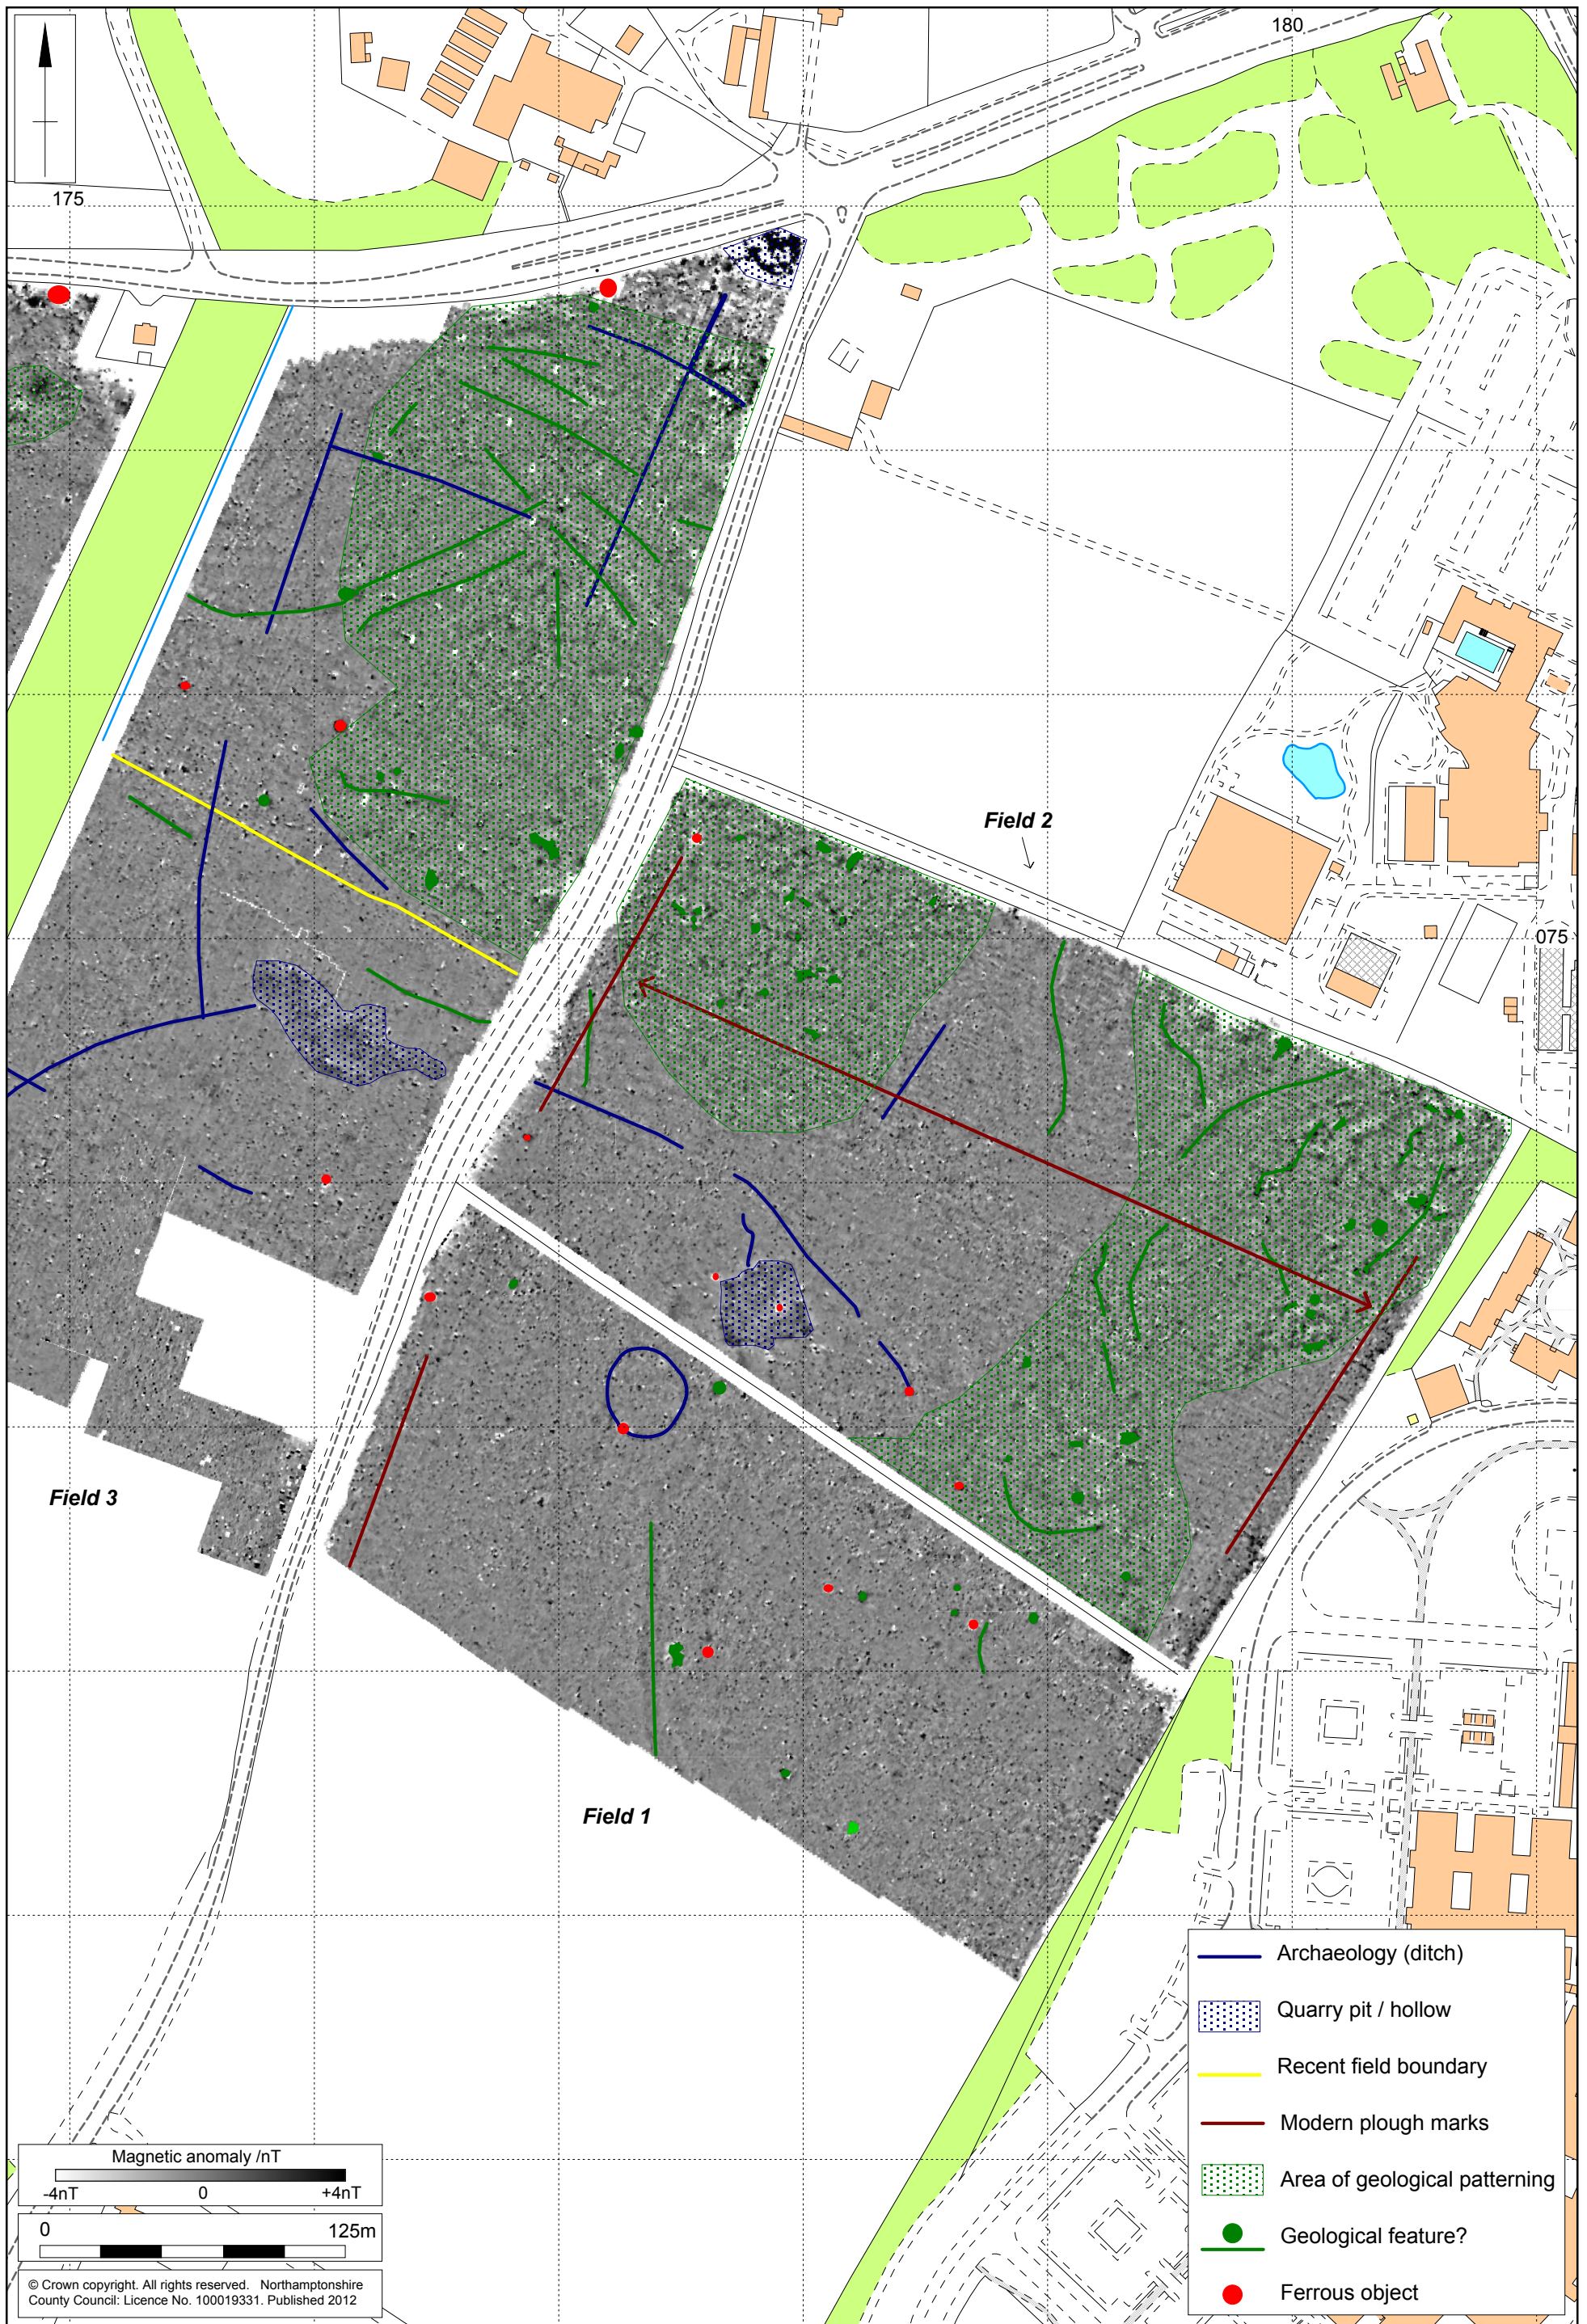 180
175
Field 2
075
Field 3
Field 1
Archaeology (ditch)
Quarry pit / hollow
Recent field boundary
Modern plough marks
Area of geological patterning
Geological feature?
Ferrous object
Magnetic anomaly /nT
-4nT 0 +4nT
0 125m
© Crown copyright. All rights reserved. Northamptonshire
County Council: Licence No. 100019331. Published 2012